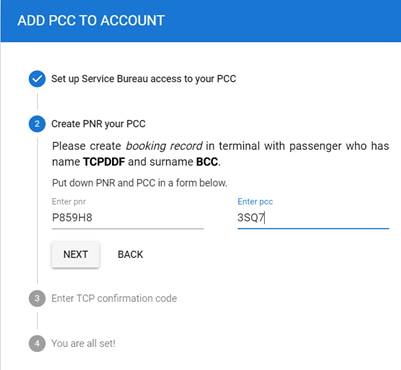 ADD PCC TO ACCOUNT
Set up Service Bureau access to your PCC
2 Create PNR your PCC
Please create booking record in terminal with passenger who has
name TCPDDF and surname BCC.
Put down PNR and PCC in a form below.
Enter pnr Enter pcc
P859H8 3SQ7
NEXT BACK
3 Enter TCP confirmation code
4 You are all set!